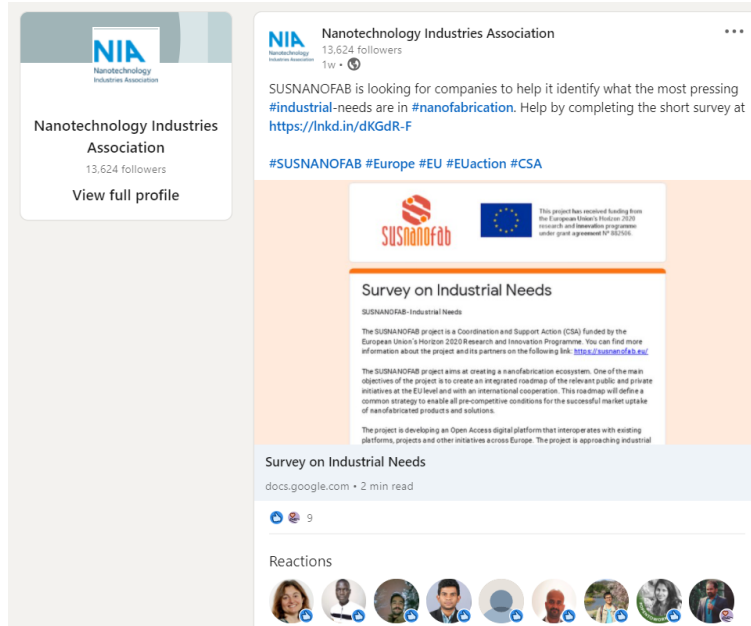 NIA
Nanotechnology
Industries Association
Nanotechnology Industries
Association
13,624 followers
View full profile
NIA
Nanotechnology
Industries Association
Nanotechnology Industries Association
13,624 followers
1w •
SUSNANOFAB is looking for companies to help it identify what the most pressing
#industrial-needs are in #nanofabrication. Help by completing the short survey at
https://lnkd.in/dKGdR-F
#SUSNANOFAB #Europe #EU #EUaction #CSA
SUSnanofab
This project has received funding from
the European Union's Horizon 2020
research and innovation programme
under grant agreement Nº 882506.
Survey on Industrial Needs
SUSNANOFAB-Industrial Needs
The SUSNANOFAB project is a Coordination and Support Action (CSA) funded by the
European Union's Horizon 2020 Research and Innovation Programme. You can find more
information about the project and its partners on the following link: https://susnanofab.eu/
The SUSNANOFAB project aims at creating a nanofabrication ecosystem. One of the main
objectives of the project is to create an integrated roadmap of the relevant public and private
initiatives at the EU level and with an international cooperation. This roadmap will define a
common strategy to enable all pre-competitive conditions for the successful market uptake
of nanofabricated products and solutions.
The project is developing an Open Access digital platform that interoperates with existing
platforms, projects and other initiatives across Europe. The project is approaching industrial
Survey on Industrial Needs
docs.google.com • 2 min read
9
Reactions